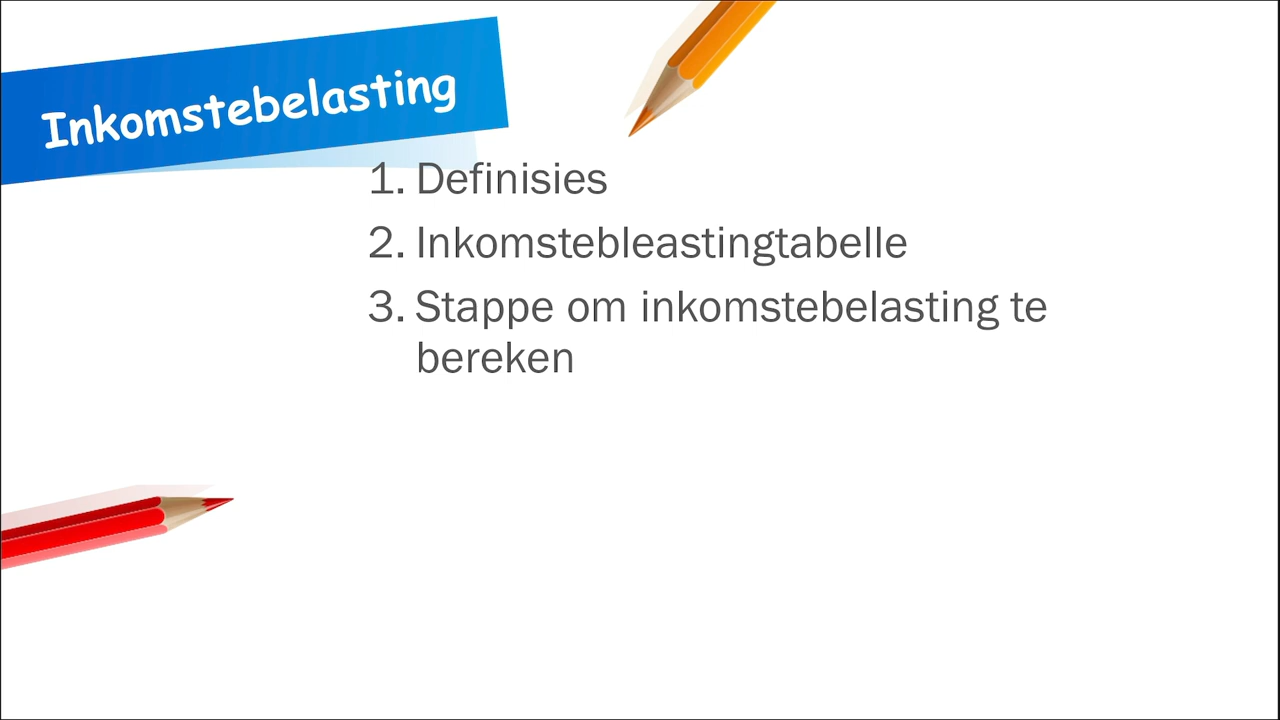 Inkomstebelasting
1. Definisies
2. Inkomstebleastingtabelle
3. Stappe om inkomstebelasting te
bereken